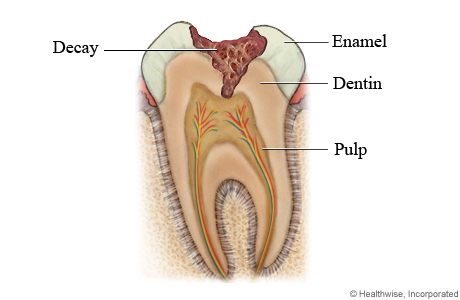 Decay
Enamel
Dentin
Pulp
© Healthwise, Incorporated